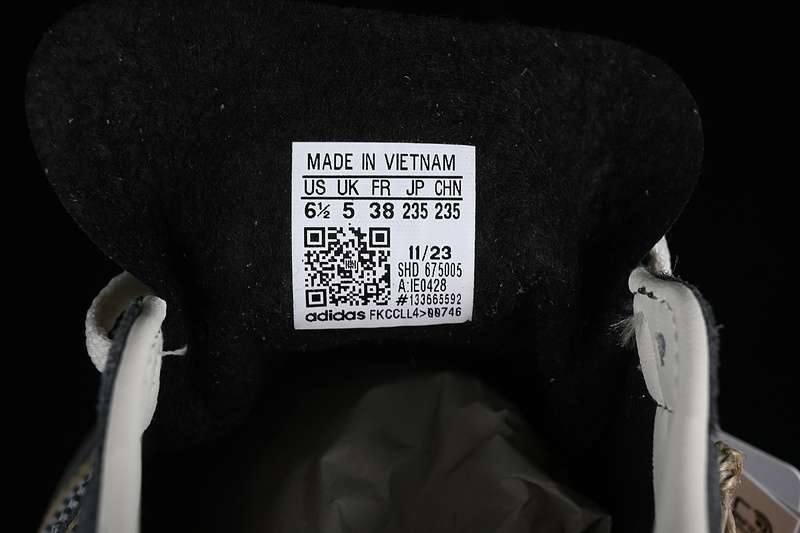 MADE IN VIETNAM
US UK FR JP CHN
6½ 5 38 235 235
11/23
SHD 675005
A:IE0428
#133665592
adidas FKCCLL4>00746